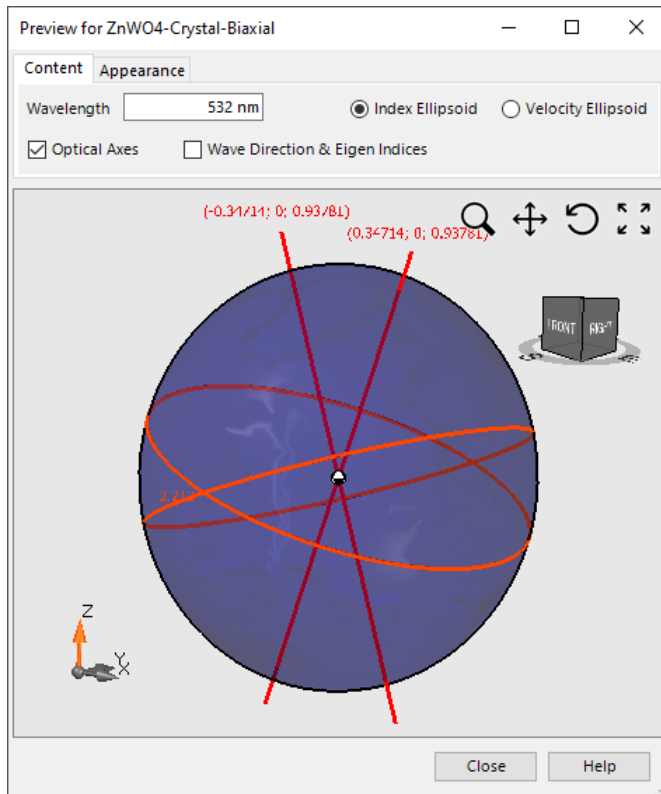 Preview for ZnWO4-Crystal-Biaxial
Content Appearance
Wavelength 532 nm Index Ellipsoid Velocity Ellipsoid
Optical Axes Wave Direction & Eigen Indices
(-0.34714; 0; 0.93781)
(0.34714; 0; 0.93781)
FRONT RIGHT
Z
Y
X
Close Help